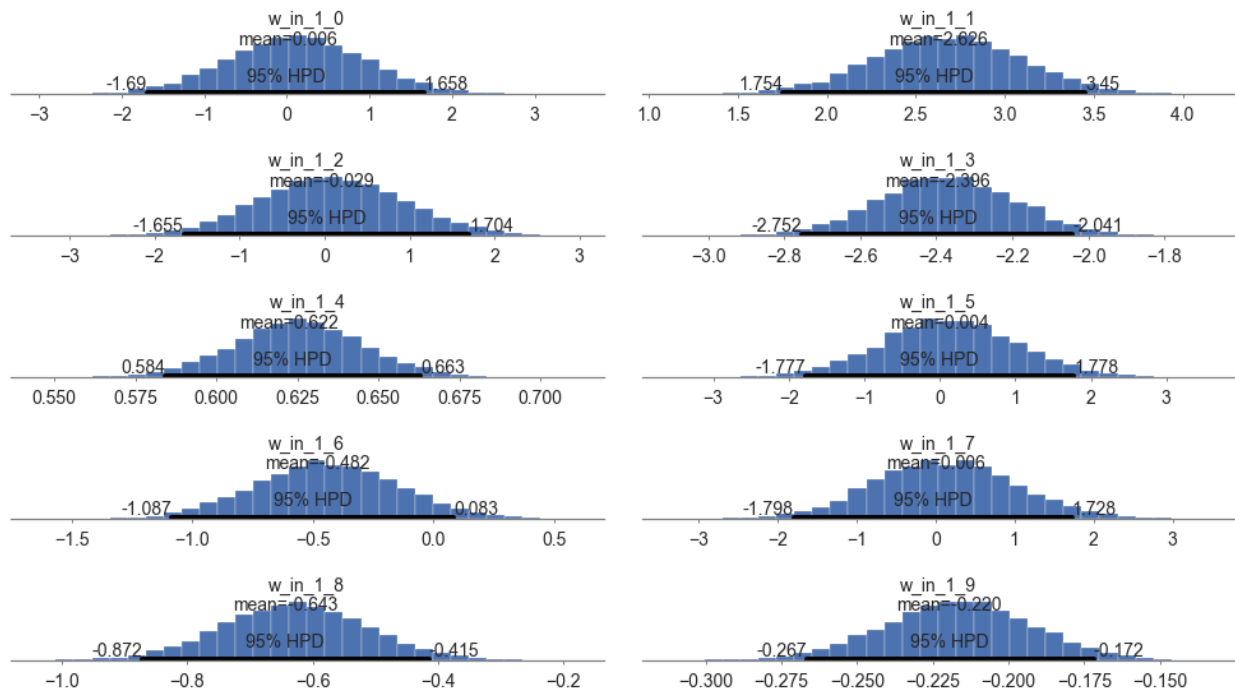 w_in_1_0
mean=0.006
95% HPD
-1.69 1.658
−3 −2 −1 0 1 2 3
w_in_1_1
mean=2.626
95% HPD
1.754 3.45
1.0 1.5 2.0 2.5 3.0 3.5 4.0
w_in_1_2
mean=-0.029
95% HPD
-1.655 1.704
−3 −2 −1 0 1 2 3
w_in_1_3
mean=-2.396
95% HPD
-2.752 -2.041
−3.0 −2.8 −2.6 −2.4 −2.2 −2.0 −1.8
w_in_1_4
mean=0.622
95% HPD
0.584 0.663
0.550 0.575 0.600 0.625 0.650 0.675 0.700
w_in_1_5
mean=0.004
95% HPD
-1.777 1.778
−3 −2 −1 0 1 2 3
w_in_1_6
mean=-0.482
95% HPD
-1.087 0.083
−1.5 −1.0 −0.5 0.0 0.5
w_in_1_7
mean=0.006
95% HPD
-1.798 1.728
−3 −2 −1 0 1 2 3
w_in_1_8
mean=-0.643
95% HPD
-0.872 -0.415
−1.0 −0.8 −0.6 −0.4 −0.2
w_in_1_9
mean=-0.220
95% HPD
-0.267 -0.172
−0.300 −0.275 −0.250 −0.225 −0.200 −0.175 −0.150